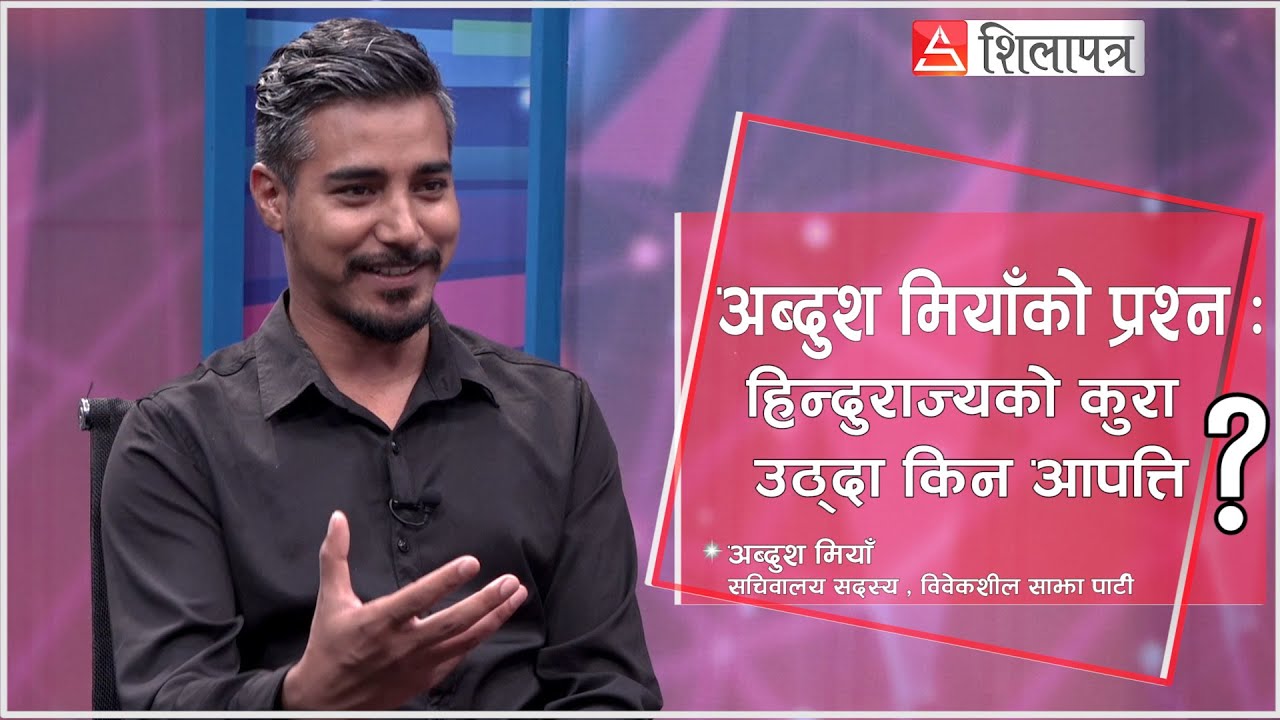 शिलापत्र
अब्दुश मियाँको प्रश्न :
हिन्दुराज्यको कुरा
उठ्दा किन आपत्ति ?
अब्दुश मियाँ
सचिवालय सदस्य , विवेकशील साझा पार्टी